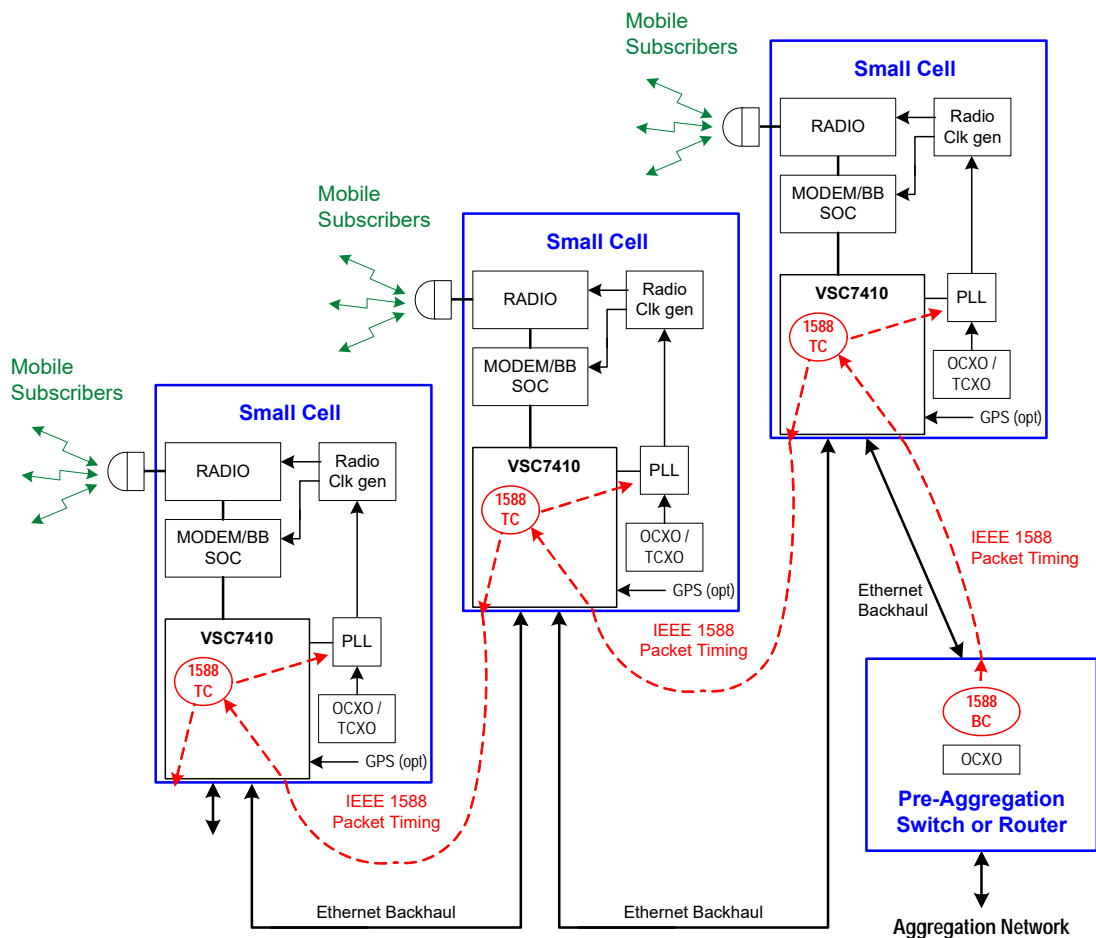 Mobile
Subscribers
Small Cell
RADIO
Radio
Clk gen
MODEM/BB
SOC
VSC7410
PLL
1588
TC
OCXO /
TCXO
GPS (opt)
Mobile
Subscribers
Small Cell
RADIO
Radio
Clk gen
MODEM/BB
SOC
VSC7410
PLL
1588
TC
OCXO /
TCXO
GPS (opt)
Mobile
Subscribers
Small Cell
RADIO
Radio
Clk gen
MODEM/BB
SOC
VSC7410
PLL
1588
TC
OCXO /
TCXO
GPS (opt)
IEEE 1588
Packet Timing
IEEE 1588
Packet Timing
IEEE 1588
Packet Timing
Ethernet
Backhaul
1588
BC
OCXO
Pre-Aggregation
Switch or Router
Ethernet Backhaul
Ethernet Backhaul
Aggregation Network